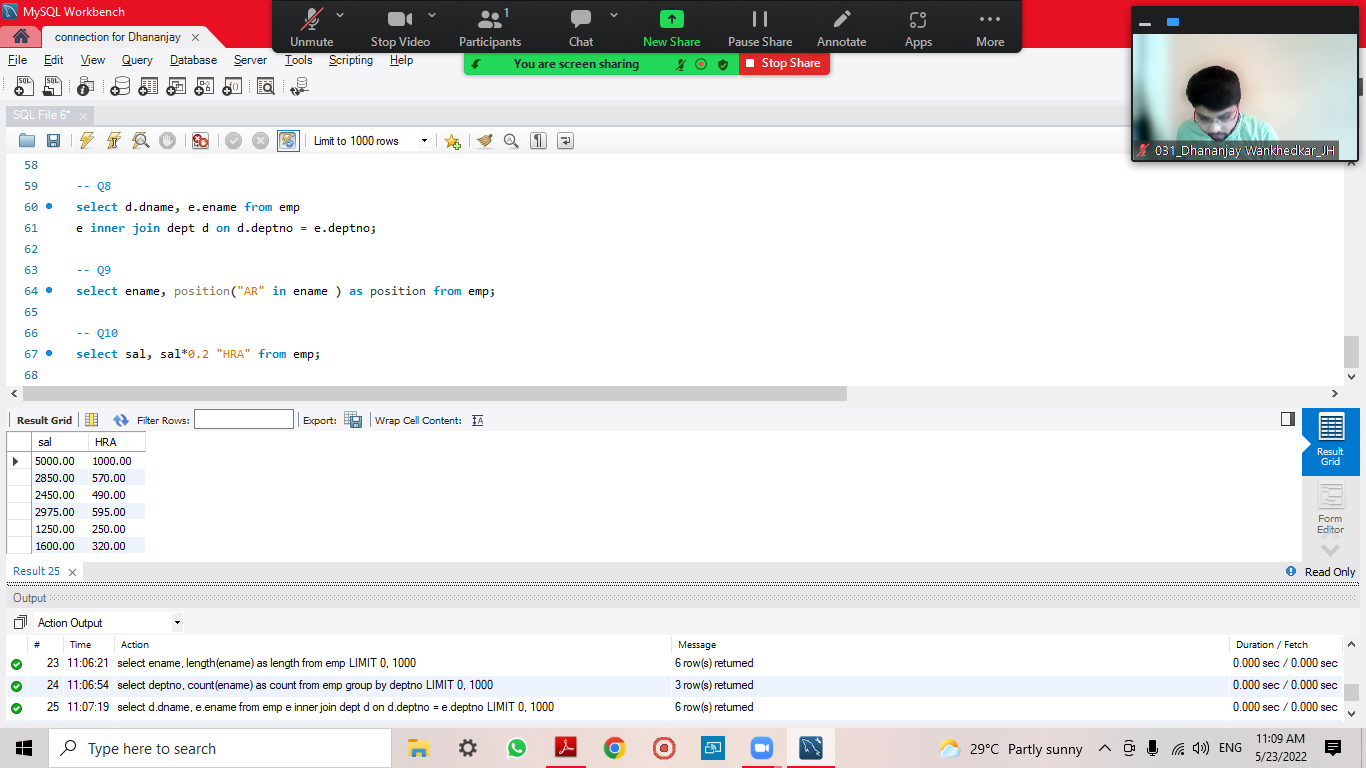 MySQL Workbench
connection for Dhananjay
Unmute Stop Video Participants 1 Chat New Share Pause Share Annotate Apps More
File Edit View Query Database Server Tools Scripting Help
You are screen sharing Stop Share
SQL File 6*
Limit to 1000 rows
031_Dhananjay Wankhedkar_JH
58
59 -- Q8
60 select d.dname, e.ename from emp
61 e inner join dept d on d.deptno = e.deptno;
62
63 -- Q9
64 select ename, position("AR" in ename ) as position from emp;
65
66 -- Q10
67 select sal, sal*0.2 "HRA" from emp;
68
Result Grid Filter Rows: Export: Wrap Cell Content:
sal HRA
5000.00 1000.00
2850.00 570.00
2450.00 490.00
2975.00 595.00
1250.00 250.00
1600.00 320.00
Result Grid
Form Editor
Result 25 Read Only
Output
Action Output
# Time Action Message Duration / Fetch
23 11:06:21 select ename, length(ename) as length from emp LIMIT 0, 1000 6 row(s) returned 0.000 sec / 0.000 sec
24 11:06:54 select deptno, count(ename) as count from emp group by deptno LIMIT 0, 1000 3 row(s) returned 0.000 sec / 0.000 sec
25 11:07:19 select d.dname, e.ename from emp e inner join dept d on d.deptno = e.deptno LIMIT 0, 1000 6 row(s) returned 0.000 sec / 0.000 sec
Type here to search
29°C Partly sunny ENG 11:09 AM
5/23/2022